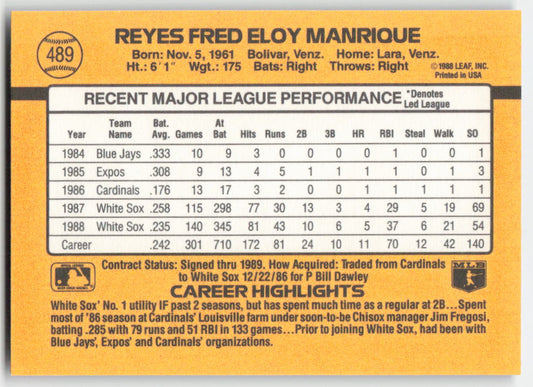 489
REYES FRED ELOY MANRIQUE
Born: Nov. 5, 1961 Bolivar, Venz. Home: Lara, Venz.
Ht.: 6'1" Wgt.: 175 Bats: Right Throws: Right
©1988 LEAF, INC.
Printed in USA
RECENT MAJOR LEAGUE PERFORMANCE *Denotes Led League
Year Team Name Bat. Avg. Games At Bat Hits Runs 2B 3B HR RBI Steal Walk SO
1984 Blue Jays .333 10 9 3 0 0 0 0 1 0 0 1
1985 Expos .308 9 13 4 5 1 1 1 1 0 1 3
1986 Cardinals .176 13 17 3 2 0 0 1 1 1 1 1
1987 White Sox .258 115 298 77 30 13 3 4 29 5 19 69
1988 White Sox .235 140 345 81 43 10 6 5 37 6 21 54
Career .242 301 710 172 81 24 10 11 70 12 42 140
Contract Status: Signed thru 1989. How Acquired: Traded from Cardinals
to White Sox 12/22/86 for P Bill Dawley
MLB
CAREER HIGHLIGHTS
White Sox' No. 1 utility IF past 2 seasons, but has spent much time as a regular at 2B...Spent
most of '86 season at Cardinals' Louisville farm under soon-to-be Chisox manager Jim Fregosi,
batting .285 with 79 runs and 51 RBI in 133 games...Prior to joining White Sox, had been with
Blue Jays', Expos' and Cardinals' organizations.